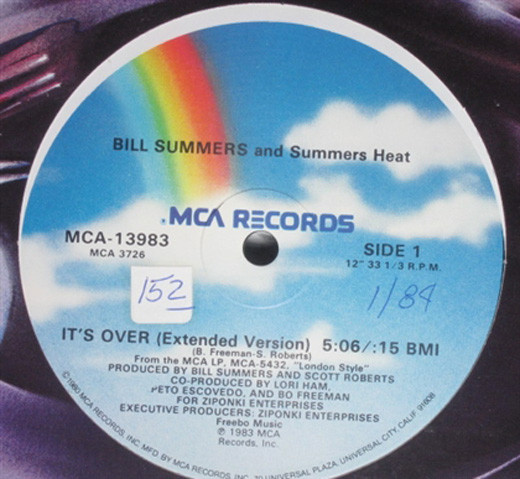 BILL SUMMERS and Summers Heat
MCA RECORDS
MCA-13983
MCA 3726
SIDE 1
12" 33 1/3 R.P.M.
152
1/84
IT'S OVER (Extended Version) 5:06/:15 BMI
(B. Freeman-S. Roberts)
From the MCA LP, MCA-5432, "London Style"
PRODUCED BY BILL SUMMERS AND SCOTT ROBERTS
CO-PRODUCED BY LORI HAM,
PETO ESCOVEDO, AND BO FREEMAN
FOR ZIPONKI ENTERPRISES
EXECUTIVE PRODUCERS: ZIPONKI ENTERPRISES
Freebo Music
℗ 1983 MCA
Records, Inc.
©1980 MCA RECORDS, INC. MFD. BY MCA RECORDS, INC. 70 UNIVERSAL PLAZA, UNIVERSAL CITY, CALIF. 91608